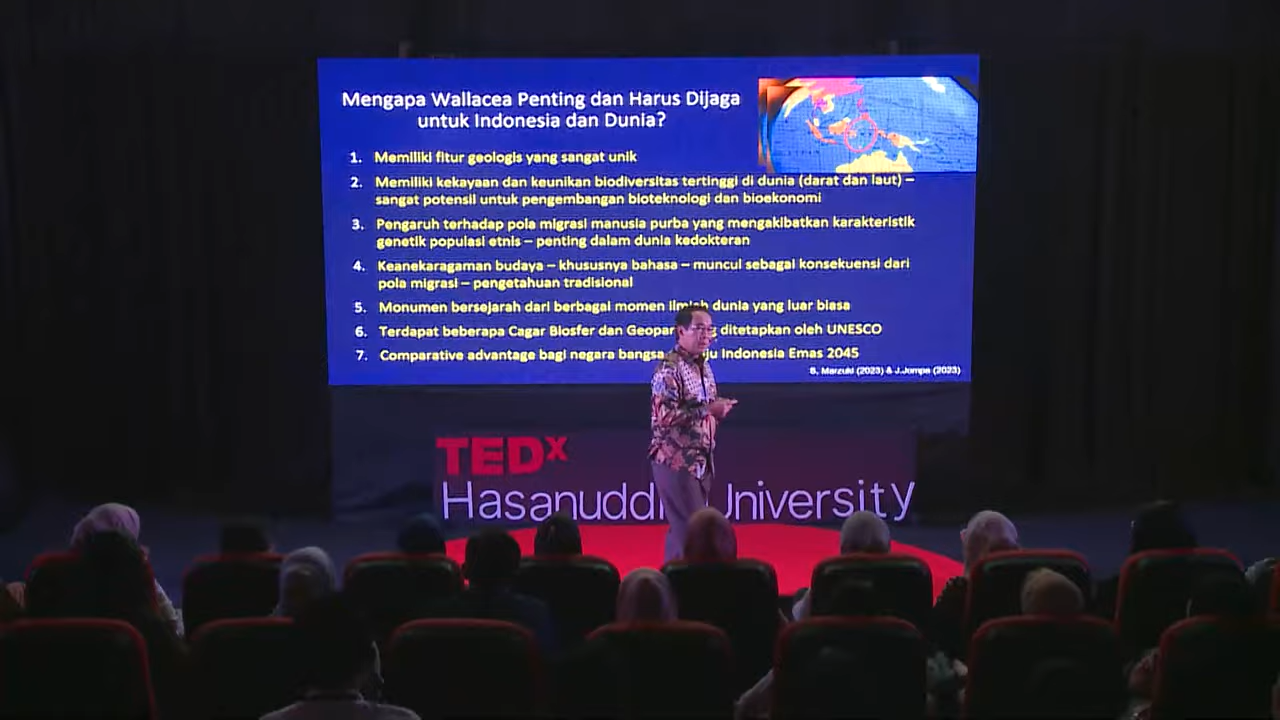 Mengapa Wallacea Penting dan Harus Dijaga
untuk Indonesia dan Dunia?
1. Memiliki fitur geologis yang sangat unik
2. Memiliki kekayaan dan keunikan biodiversitas tertinggi di dunia (darat dan laut) –
sangat potensil untuk pengembangan bioteknologi dan bioekonomi
3. Pengaruh terhadap pola migrasi manusia purba yang mengakibatkan karakteristik
genetik populasi etnis – penting dalam dunia kedokteran
4. Keanekaragaman budaya – khususnya bahasa – muncul sebagai konsekuensi dari
pola migrasi – pengetahuan tradisional
5. Monumen bersejarah dari berbagai momen ilmiah dunia yang luar biasa
6. Terdapat beberapa Cagar Biosfer dan Geopar ditetapkan oleh UNESCO
7. Comparative advantage bagi negara bangsa Indonesia Emas 2045
S. Marzuki (2023) & J.Jompa (2023)
TEDx
Hasanuddi University